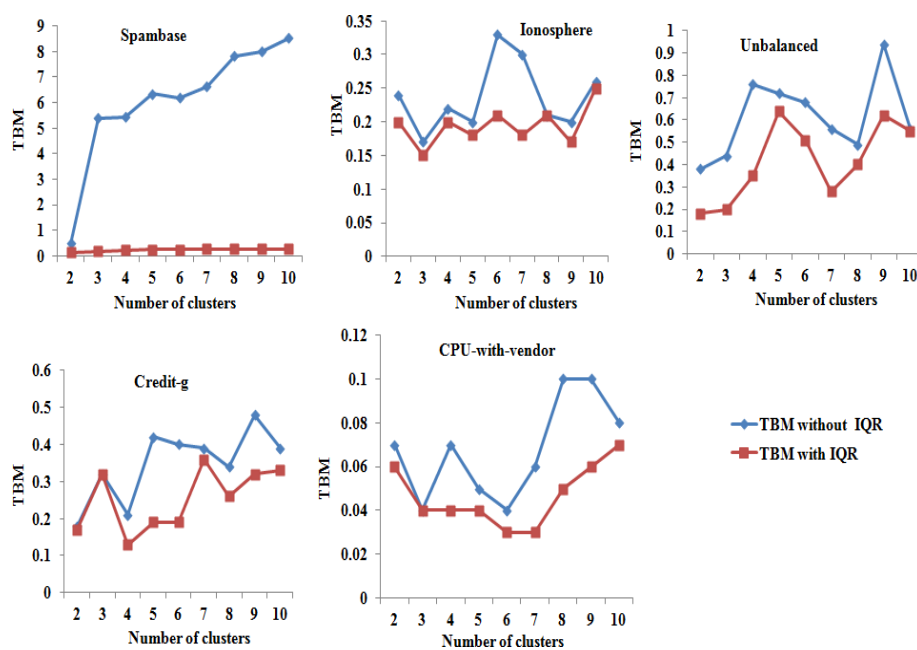 Spambase
TBM
9
8
7
6
5
4
3
2
1
0
2 3 4 5 6 7 8 9 10
Number of clusters
Ionosphere
TBM
0.35
0.3
0.25
0.2
0.15
0.1
0.05
0
2 3 4 5 6 7 8 9 10
Number of clusters
Unbalanced
TBM
1
0.9
0.8
0.7
0.6
0.5
0.4
0.3
0.2
0.1
0
2 3 4 5 6 7 8 9 10
Number of clusters
Credit-g
TBM
0.6
0.5
0.4
0.3
0.2
0.1
0
2 3 4 5 6 7 8 9 10
Number of clusters
CPU-with-vendor
TBM
0.12
0.1
0.08
0.06
0.04
0.02
0
2 3 4 5 6 7 8 9 10
Number of clusters
TBM without IQR
TBM with IQR